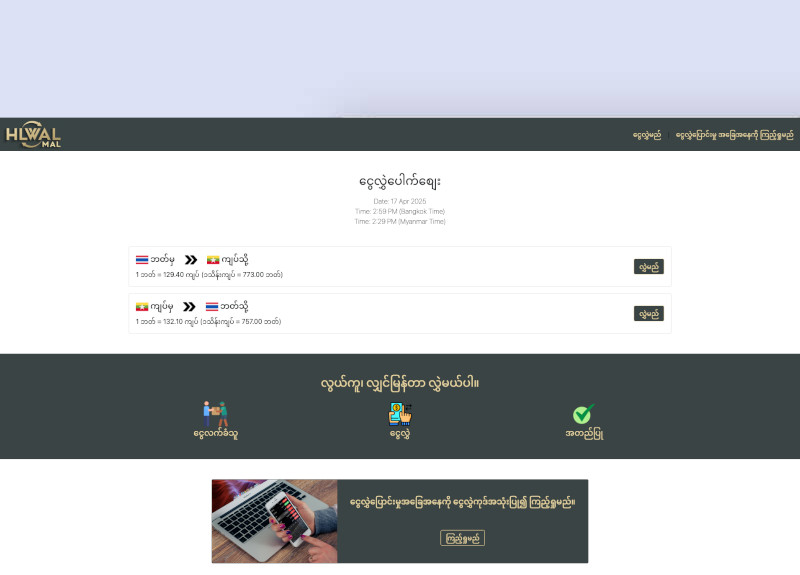 HLWAL
MAL
ငွေလွှဲမည်
ငွေလွှဲပြောင်းမှု အခြေအနေကို ကြည့်ရှုမည်
ငွေလွှဲပေါက်ဈေး
Date: 17 Apr 2025
Time: 2:59 PM (Bangkok Time)
Time: 2:29 PM (Myanmar Time)
ဘတ်မှ ကျပ်သို့
1 ဘတ် = 129.40 ကျပ် (၁သိန်းကျပ် = 773.00 ဘတ်)
လွှဲမည်
ကျပ်မှ ဘတ်သို့
1 ဘတ် = 132.10 ကျပ် (၁သိန်းကျပ် = 757.00 ဘတ်)
လွှဲမည်
လွယ်ကူ၊ လျှင်မြန်တာ လွှဲမယ်ပါ။
ငွေလက်ခံသူ
ငွေလွှဲ
အတည်ပြု
ငွေလွှဲပြောင်းမှုအခြေအနေကို ငွေလွှဲကုဒ်အသုံးပြု၍ ကြည့်ရှုမည်။
ကြည့်ရှုမည်